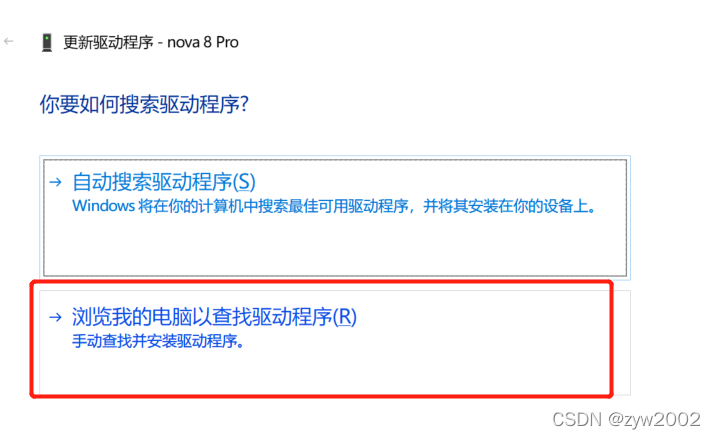 更新驱动程序 - nova 8 Pro
你要如何搜索驱动程序?
自动搜索驱动程序(S)
Windows 将在你的计算机中搜索最佳可用驱动程序，并将其安装在你的设备上。
浏览我的电脑以查找驱动程序(R)
手动查找并安装驱动程序。
CSDN @zyw2002